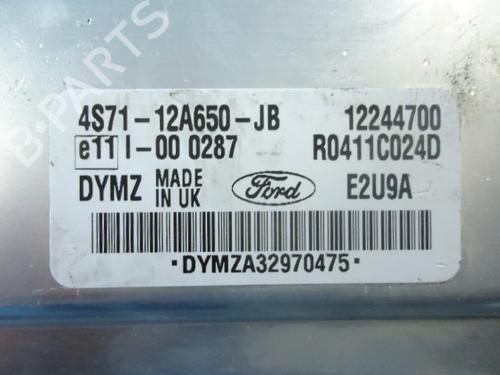 4S71-12A650-JB 12244700
e11 I-00 0287 R0411C024D
DYMZ MADE IN UK Ford E2U9A
•DYMZA32970475•
B-PARTS